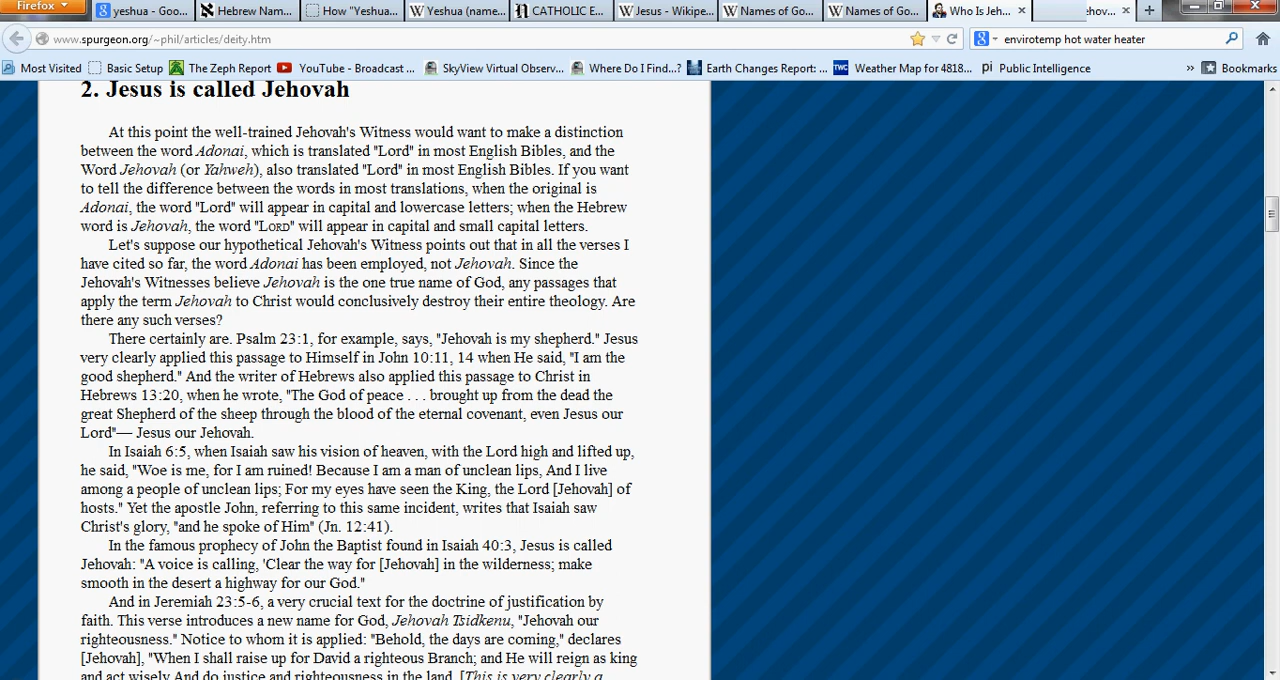 Firefox
yeshua - Goo...
Hebrew Nam...
How "Yeshua...
Yeshua (name...
CATHOLIC E...
Jesus - Wikipe...
Names of Go...
Names of Go...
Who Is Jeh...
ehov...
www.spurgeon.org/~phil/articles/deity.htm
envirotemp hot water heater
Most Visited
Basic Setup
The Zeph Report
YouTube - Broadcast ...
SkyView Virtual Observ...
Where Do I Find...?
Earth Changes Report: ...
TWC
Weather Map for 4818...
pi Public Intelligence
»
Bookmarks
2. Jesus is called Jehovah
At this point the well-trained Jehovah's Witness would want to make a distinction
between the word Adonai, which is translated "Lord" in most English Bibles, and the
Word Jehovah (or Yahweh), also translated "Lord" in most English Bibles. If you want
to tell the difference between the words in most translations, when the original is
Adonai, the word "Lord" will appear in capital and lowercase letters; when the Hebrew
word is Jehovah, the word "LORD" will appear in capital and small capital letters.
Let's suppose our hypothetical Jehovah's Witness points out that in all the verses I
have cited so far, the word Adonai has been employed, not Jehovah. Since the
Jehovah's Witnesses believe Jehovah is the one true name of God, any passages that
apply the term Jehovah to Christ would conclusively destroy their entire theology. Are
there any such verses?
There certainly are. Psalm 23:1, for example, says, "Jehovah is my shepherd." Jesus
very clearly applied this passage to Himself in John 10:11, 14 when He said, "I am the
good shepherd." And the writer of Hebrews also applied this passage to Christ in
Hebrews 13:20, when he wrote, "The God of peace . . . brought up from the dead the
great Shepherd of the sheep through the blood of the eternal covenant, even Jesus our
Lord"— Jesus our Jehovah.
In Isaiah 6:5, when Isaiah saw his vision of heaven, with the Lord high and lifted up,
he said, "Woe is me, for I am ruined! Because I am a man of unclean lips, And I live
among a people of unclean lips; For my eyes have seen the King, the Lord [Jehovah] of
hosts." Yet the apostle John, referring to this same incident, writes that Isaiah saw
Christ's glory, "and he spoke of Him" (Jn. 12:41).
In the famous prophecy of John the Baptist found in Isaiah 40:3, Jesus is called
Jehovah: "A voice is calling, 'Clear the way for [Jehovah] in the wilderness; make
smooth in the desert a highway for our God."
And in Jeremiah 23:5-6, a very crucial text for the doctrine of justification by
faith. This verse introduces a new name for God, Jehovah Tsidkenu, "Jehovah our
righteousness." Notice to whom it is applied: "Behold, the days are coming," declares
[Jehovah], "When I shall raise up for David a righteous Branch; and He will reign as king
and act wisely And do justice and righteousness in the land. [This is very clearly a